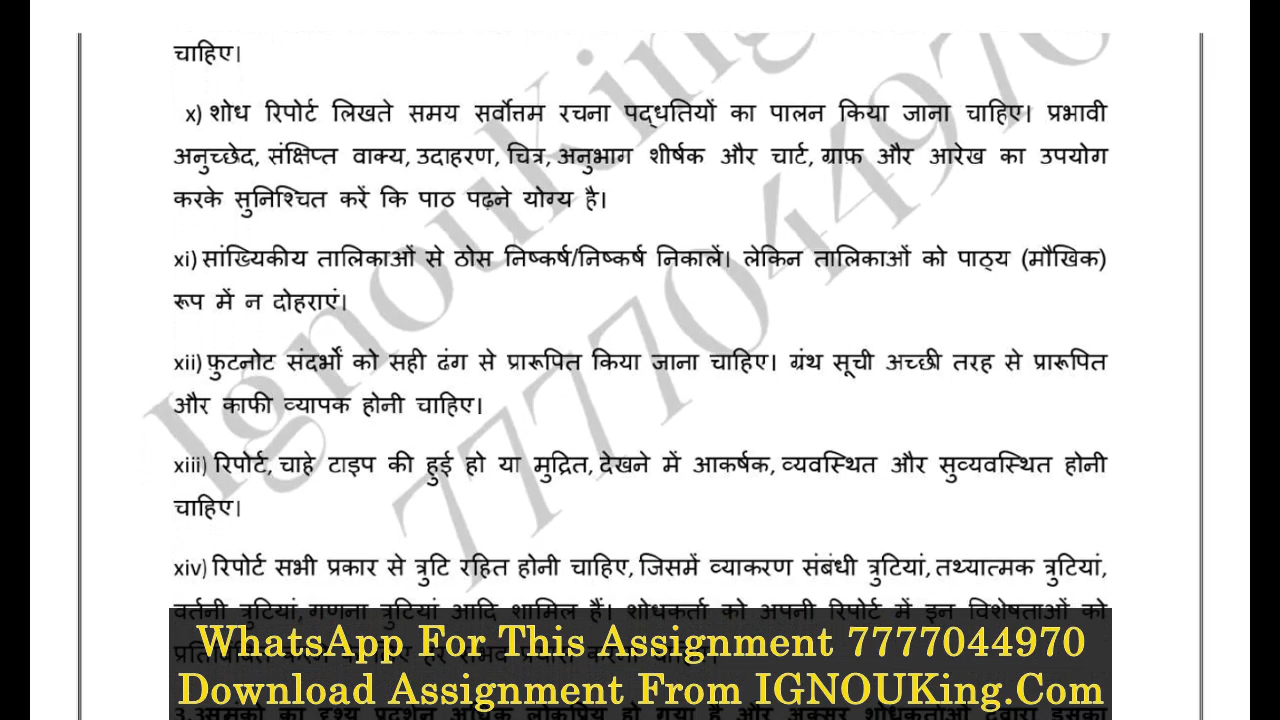 चाहिए।
x) शोध रिपोर्ट लिखते समय सर्वोत्तम रचना पद्धतियों का पालन किया जाना चाहिए। प्रभावी
अनुच्छेद, संक्षिप्त वाक्य, उदाहरण, चित्र, अनुभाग शीर्षक और चार्ट, ग्राफ़ और आरेख का उपयोग
करके सुनिश्चित करें कि पाठ पढ़ने योग्य है।
xi) सांख्यिकीय तालिकाओं से ठोस निष्कर्ष/निष्कर्ष निकालें। लेकिन तालिकाओं को पाठ्य (मौखिक)
रूप में न दोहराएं।
xii) फ़ुटनोट संदर्भों को सही ढंग से प्रारूपित किया जाना चाहिए। ग्रंथ सूची अच्छी तरह से प्रारूपित
और काफी व्यापक होनी चाहिए।
xiii) रिपोर्ट, चाहे टाइप की हुई हो या मुद्रित, देखने में आकर्षक, व्यवस्थित और सुव्यवस्थित होनी
चाहिए।
xiv) रिपोर्ट सभी प्रकार से त्रुटि रहित होनी चाहिए, जिसमें व्याकरण संबंधी त्रुटियां, तथ्यात्मक त्रुटियां,
वर्तनी त्रुटियां, गणना त्रुटियां आदि शामिल हैं। शोधकर्ता को अपनी रिपोर्ट में इन विशेषताओं को
WhatsApp For This Assignment 7777044970
Download Assignment From IGNOUKing.Com
IgnouKing
7777044970